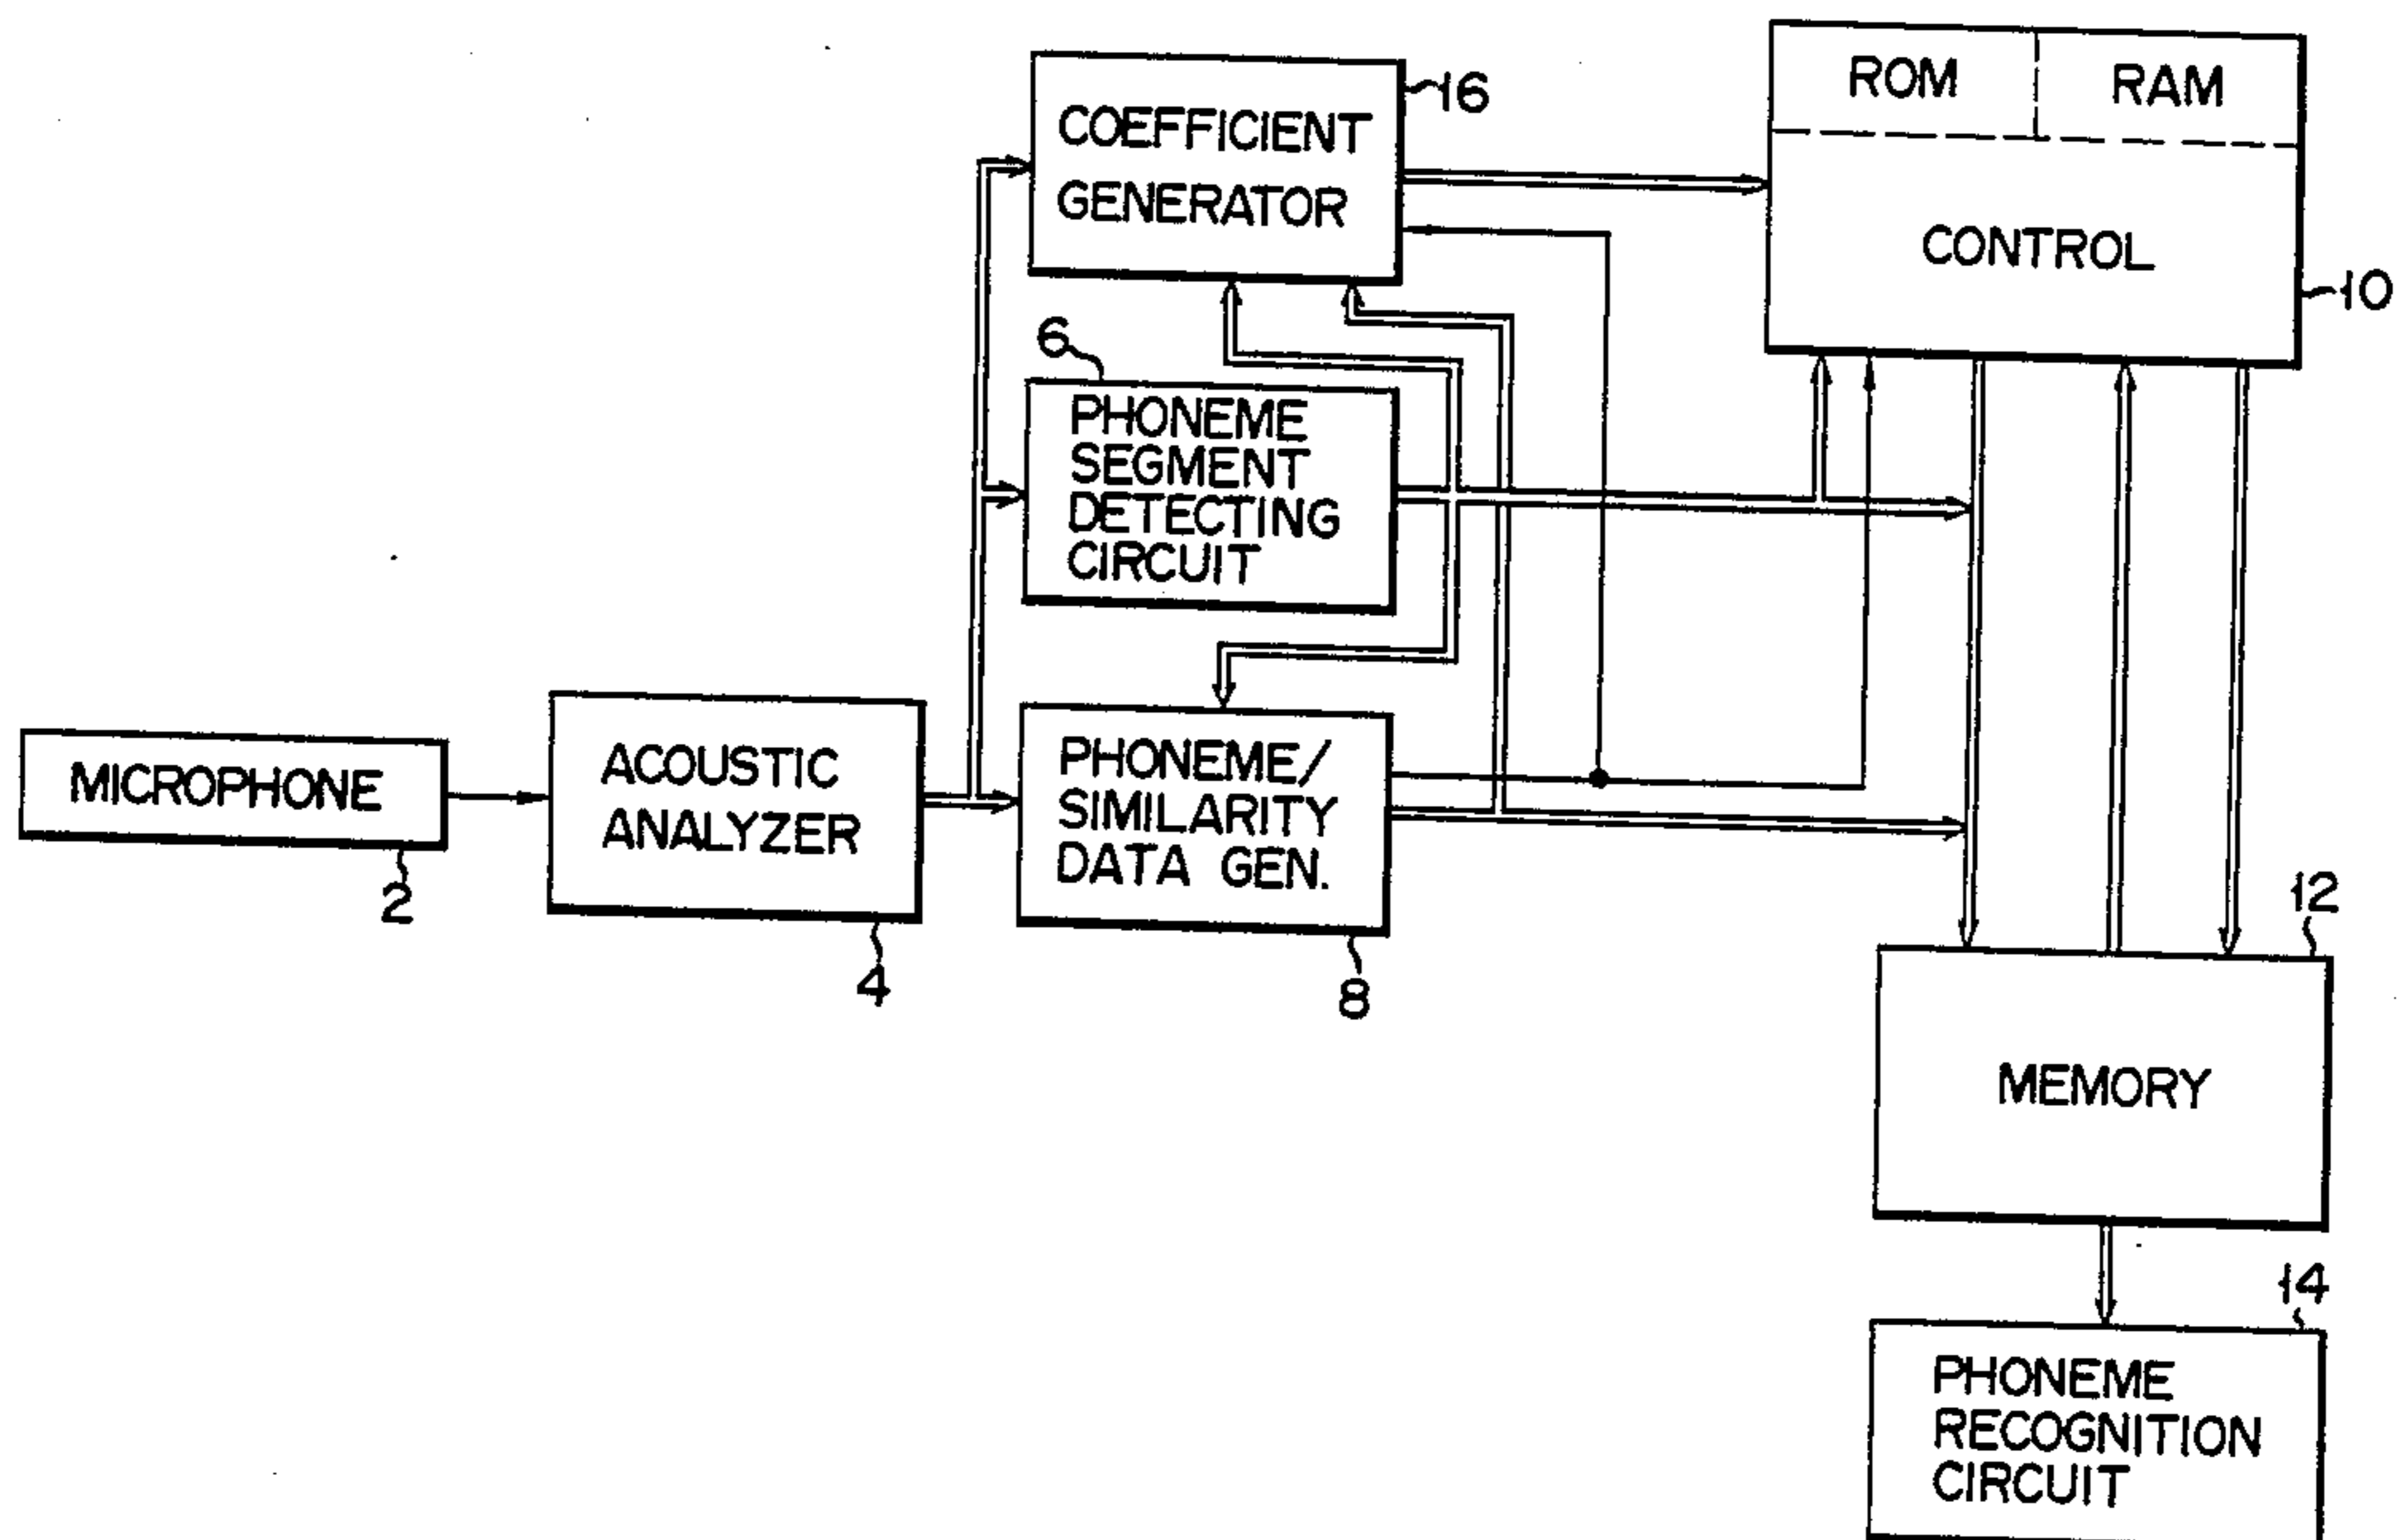 COEFFICIENT
GENERATOR
16
ROM
RAM
CONTROL
10
6
PHONEME
SEGMENT
DETECTING
CIRCUIT
MICROPHONE
2
ACOUSTIC
ANALYZER
4
PHONEME/
SIMILARITY
DATA GEN.
8
12
MEMORY
14
PHONEME
RECOGNITION
CIRCUIT